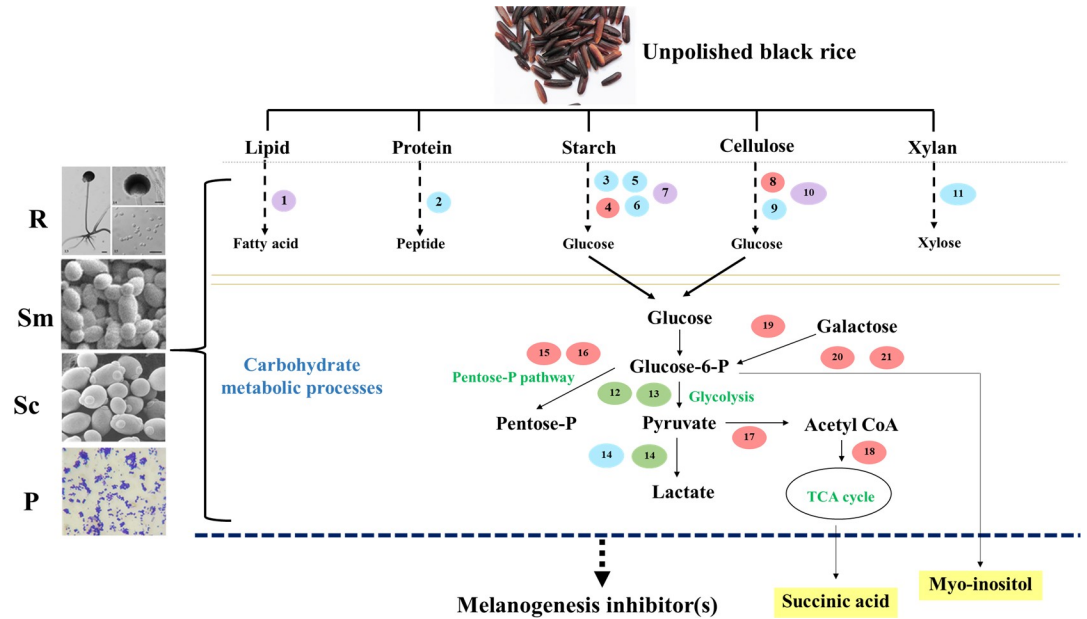 Unpolished black rice
Lipid Protein Starch Cellulose Xylan
1 2 3 5 4 6 7 8 9 10 11
Fatty acid Peptide Glucose Glucose Xylose
R
Sm
Sc
P
Carbohydrate
metabolic processes
Glucose
19
Galactose
15 16
20 21
Pentose-P pathway
Glucose-6-P
12 13
Glycolysis
Pentose-P
Pyruvate
17
Acetyl CoA
18
14 14
Lactate
TCA cycle
Melanogenesis inhibitor(s)
Succinic acid
Myo-inositol